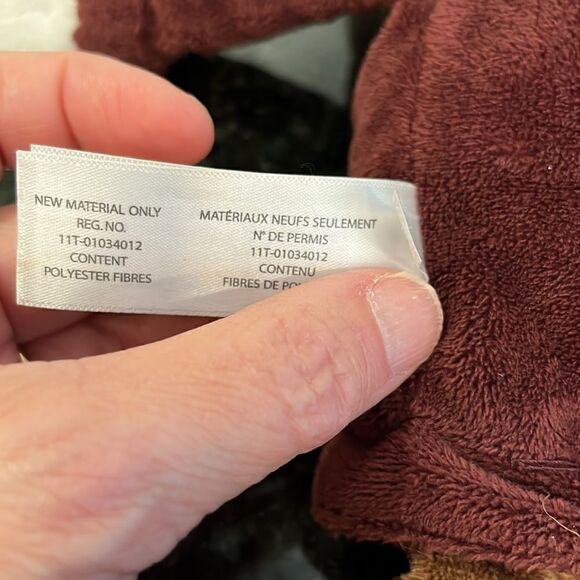 NEW MATERIAL ONLY
REG. NO.
11T-01034012
CONTENT
POLYESTER FIBRES
MATÉRIAUX NEUFS SEULEMENT
N° DE PERMIS
11T-01034012
CONTENU
FIBRES DE